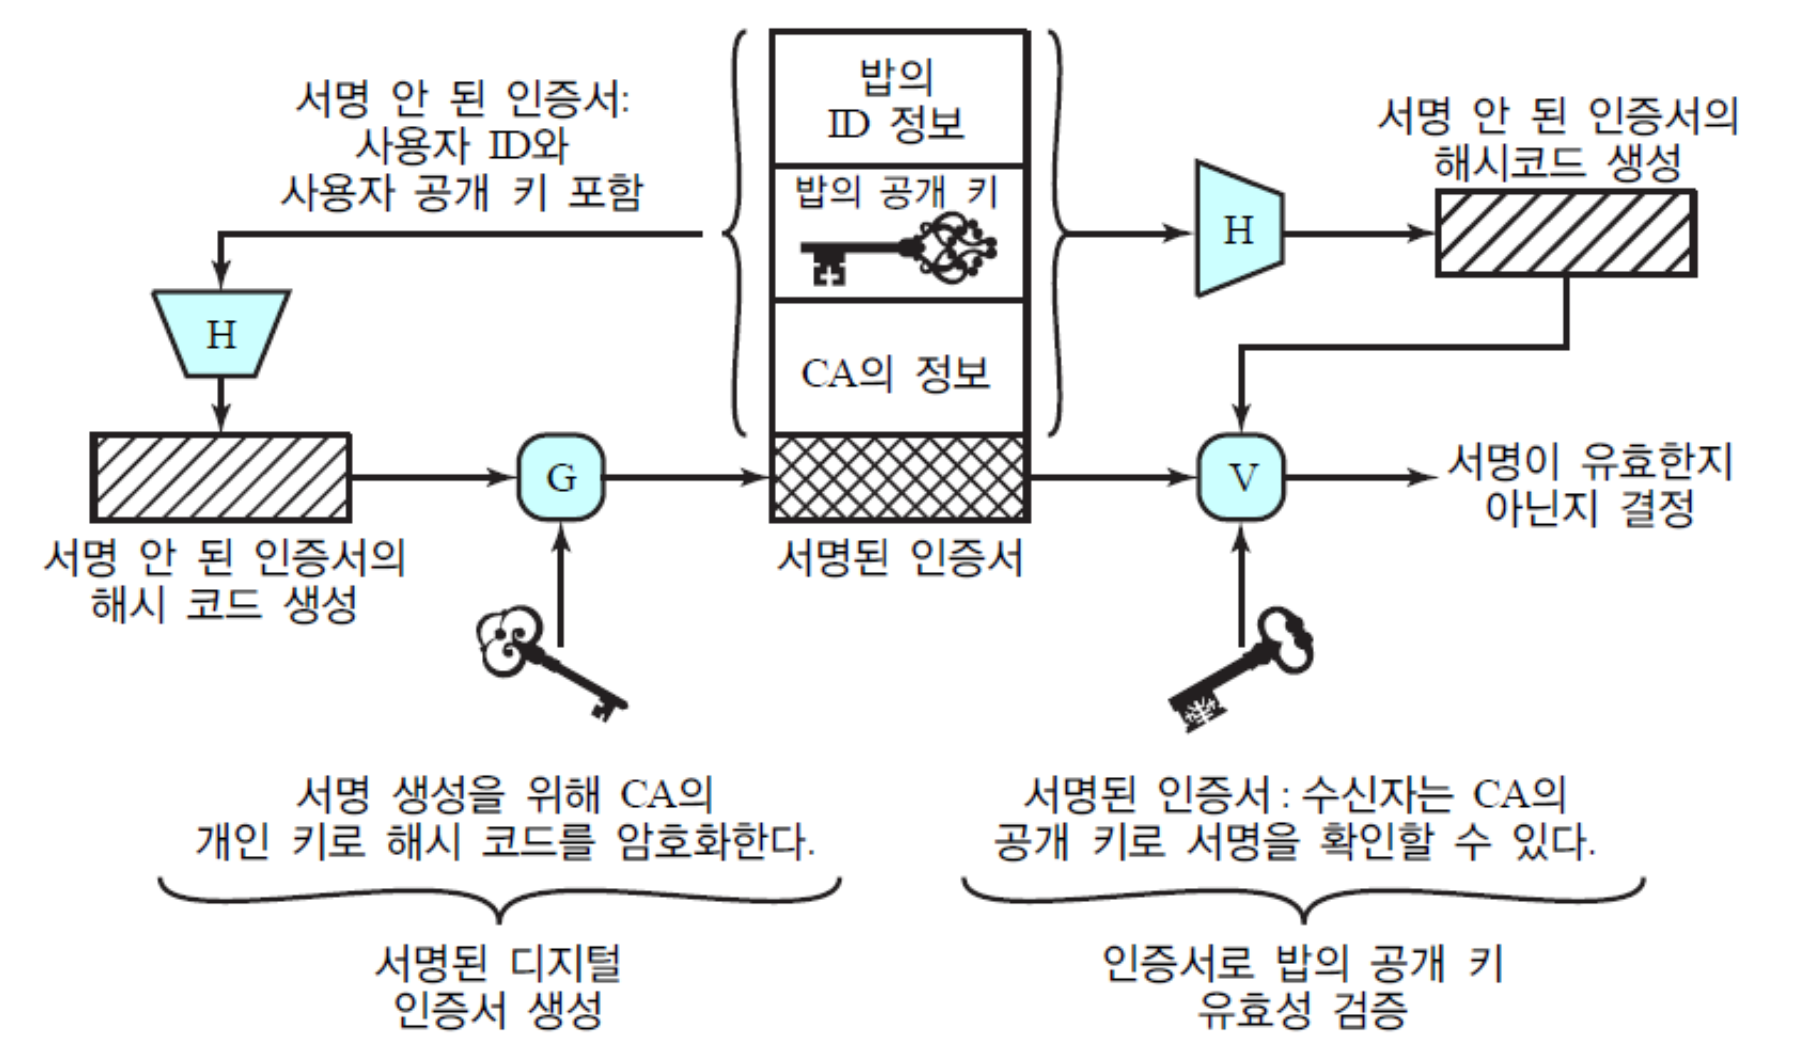 서명 안 된 인증서:
사용자 ID와
사용자 공개 키 포함
H
서명 안 된 인증서의
해시 코드 생성
G
밥의
ID 정보
밥의 공개 키
CA의 정보
서명된 인증서
H
서명 안 된 인증서의
해시코드 생성
V
서명이 유효한지
아닌지 결정
서명 생성을 위해 CA의
개인 키로 해시 코드를 암호화한다.
서명된 디지털
인증서 생성
서명된 인증서 : 수신자는 CA의
공개 키로 서명을 확인할 수 있다.
인증서로 밥의 공개 키
유효성 검증